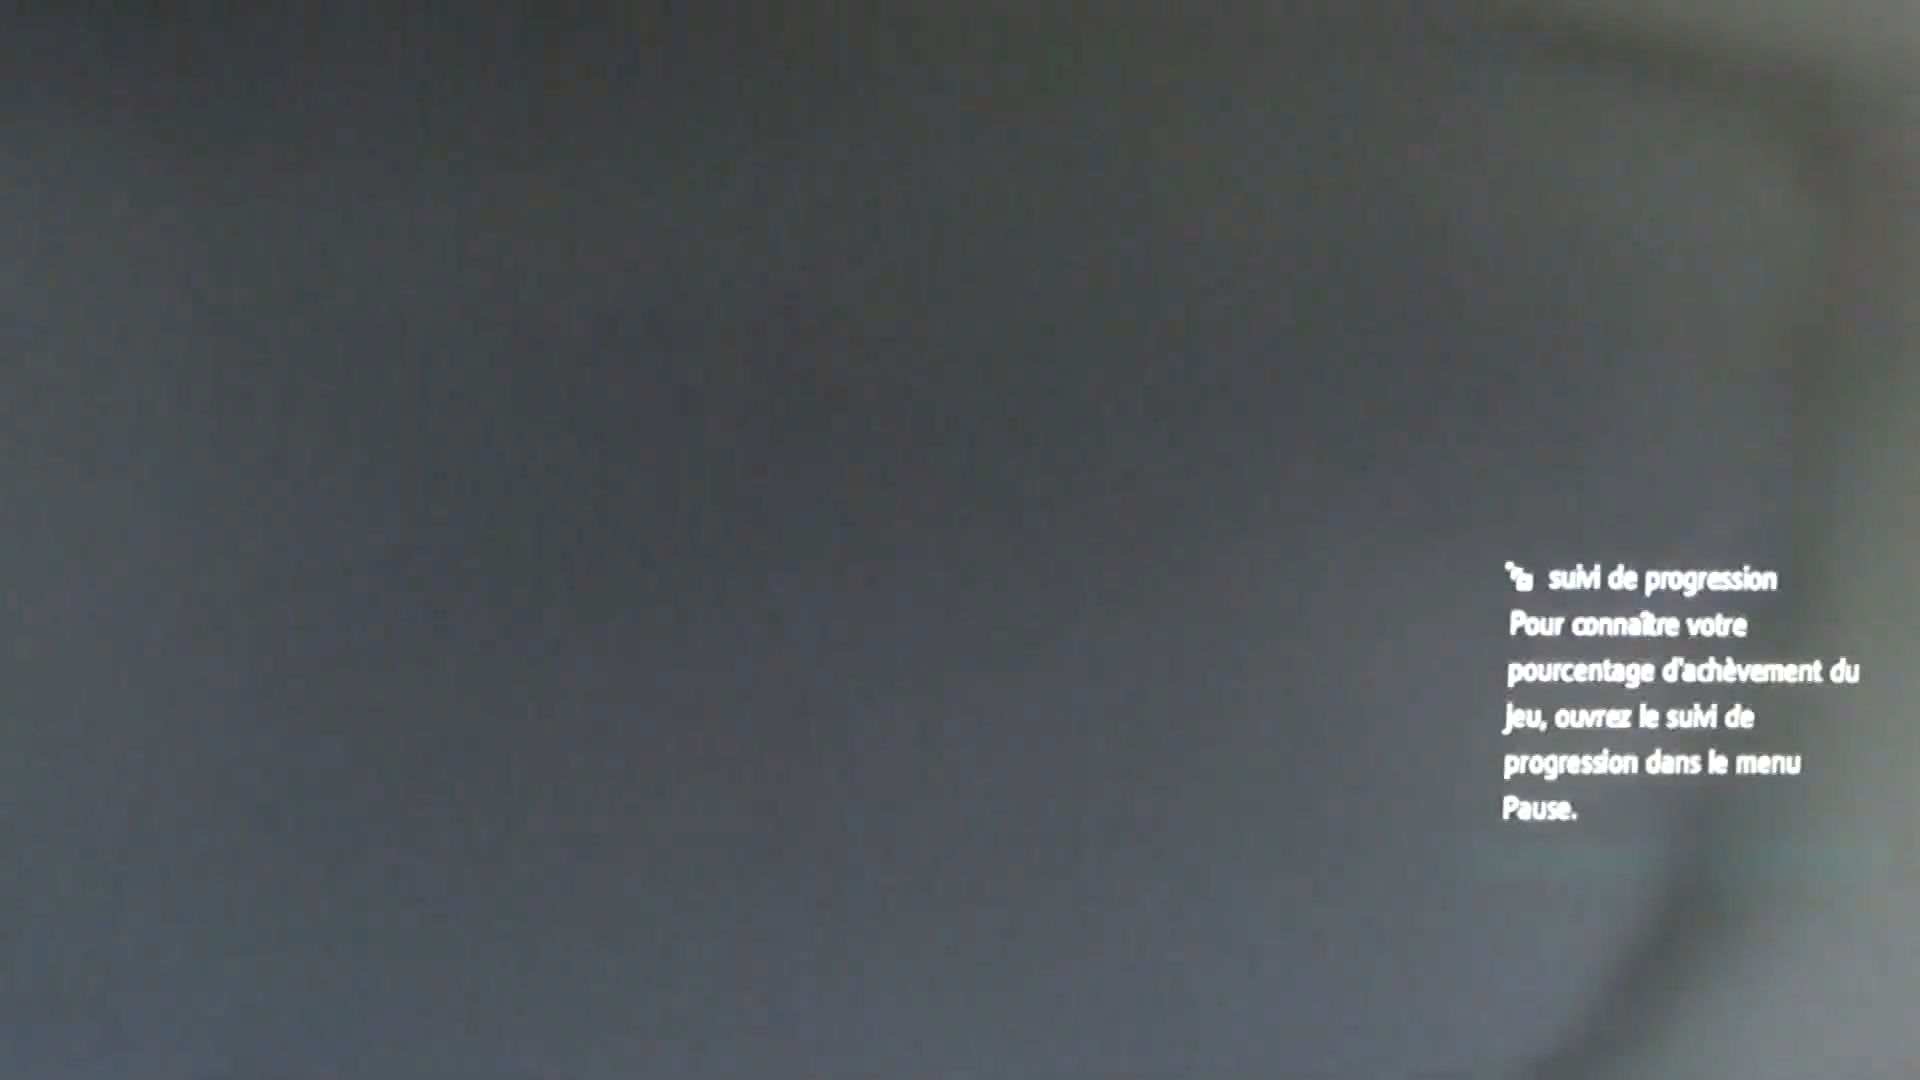 suivi de progression
Pour connaître votre
pourcentage d'achèvement du
jeu, ouvrez le suivi de
progression dans le menu
Pause.